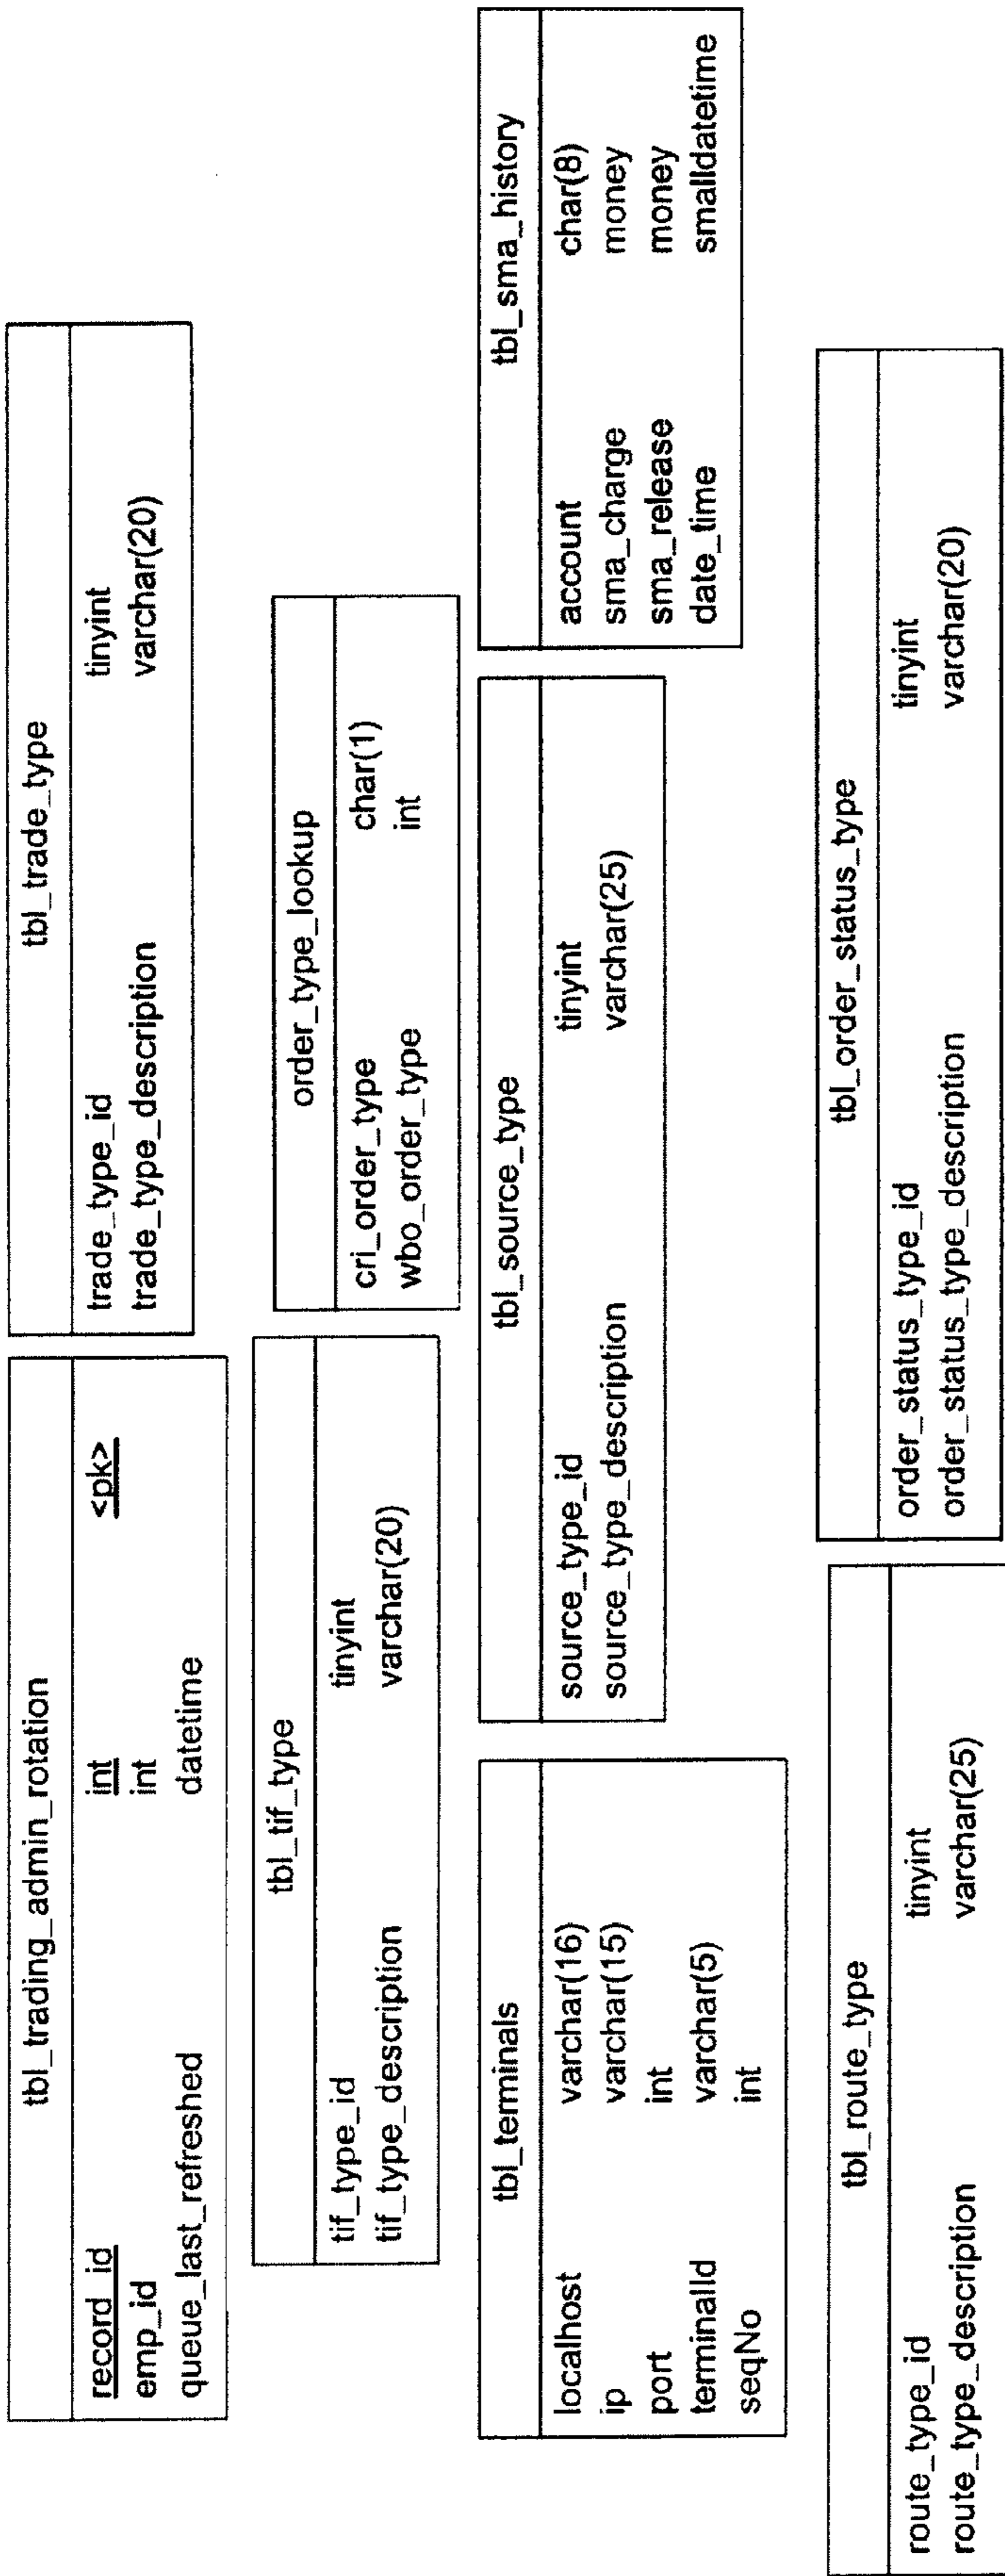 tbl_trading_admin_rotation
record_id int <pk>
emp_id int
queue_last_refreshed datetime
tbl_trade_type
trade_type_id tinyint
trade_type_description varchar(20)
tbl_tif_type
tif_type_id tinyint
tif_type_description varchar(20)
order_type_lookup
cri_order_type char(1)
wbo_order_type int
tbl_terminals
localhost varchar(16)
ip varchar(15)
port int
terminalId varchar(5)
seqNo int
tbl_source_type
source_type_id tinyint
source_type_description varchar(25)
tbl_sma_history
account char(8)
sma_charge money
sma_release money
date_time smalldatetime
tbl_route_type
route_type_id tinyint
route_type_description varchar(25)
tbl_order_status_type
order_status_type_id tinyint
order_status_type_description varchar(20)